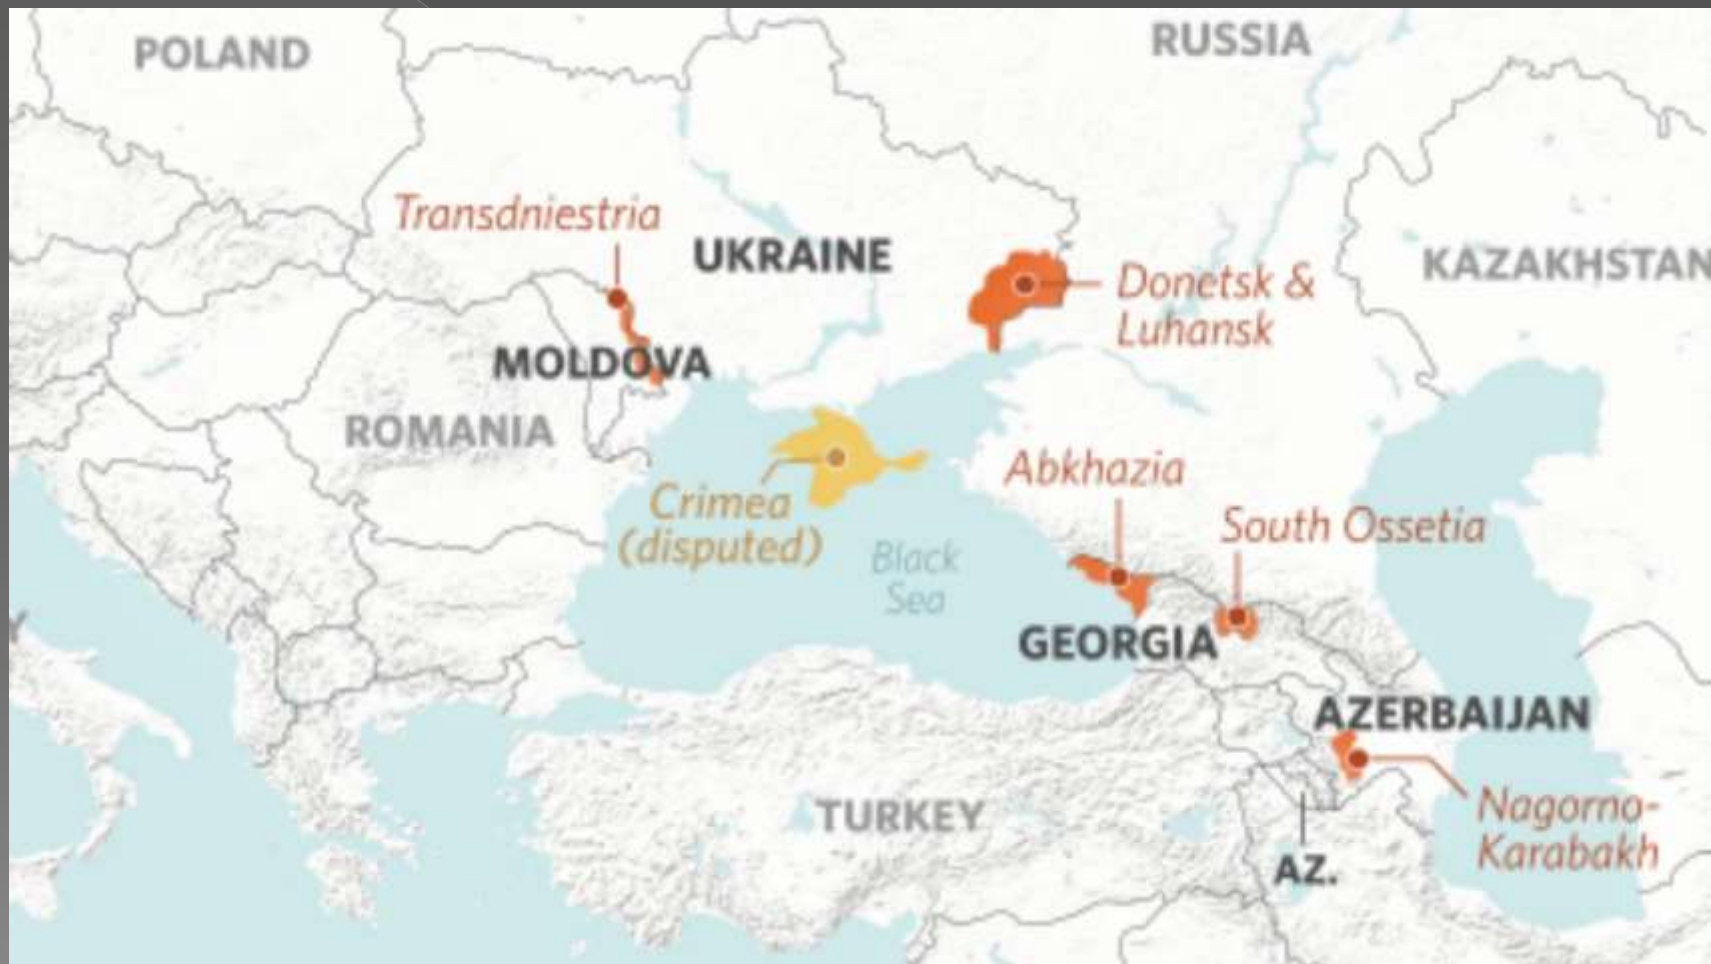 POLAND
RUSSIA
Transdniestria
UKRAINE
KAZAKHSTAN
Donetsk &
Luhansk
MOLDOVA
ROMANIA
Abkhazia
Crimea
(disputed)
South Ossetia
Black
Sea
Y
GEORGIA
AZERBAIJAN
TURKEY
Nagorno-
Karabakh
AZ.